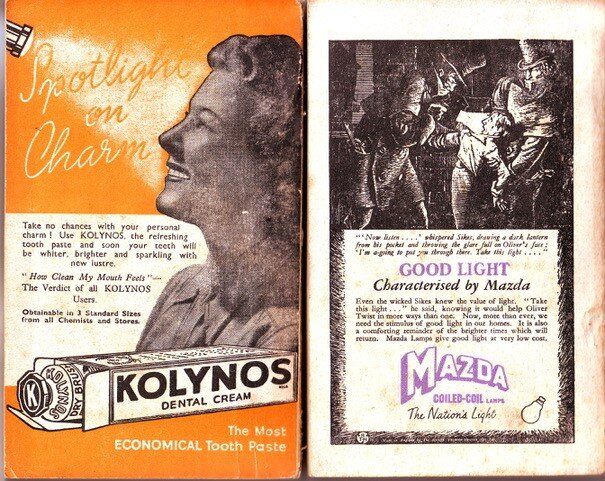 Spotlight
on
Charm
Take no chances with your personal
charm! Use KOLYNOS, the refreshing
tooth paste and soon your teeth will
be whiter, brighter and sparkling with
new lustre.
"How Clean My Mouth Feels"—
The Verdict of all KOLYNOS
Users.
Obtainable in 3 Standard Sizes
from all Chemists and Stores.
KOLYNOS
DENTAL CREAM
The Most
ECONOMICAL Tooth Paste
"'Now listen ....' whispered Sikes, drawing a dark lantern
from his pocket and throwing the glare full on Oliver's face;
'I'm a-going to put you through there. Take this light ....'"
GOOD LIGHT
Characterised by Mazda
Even the wicked Sikes knew the value of light. "Take
this light ..." he said, knowing it would help Oliver
Twist in more ways than one. Now, more than ever, we
need the stimulus of good light in our homes. It is also
a comforting reminder of the brighter times which will
return. Mazda Lamps give good light at very low cost.
MAZDA
COILED-COIL LAMPS
The Nation's Light